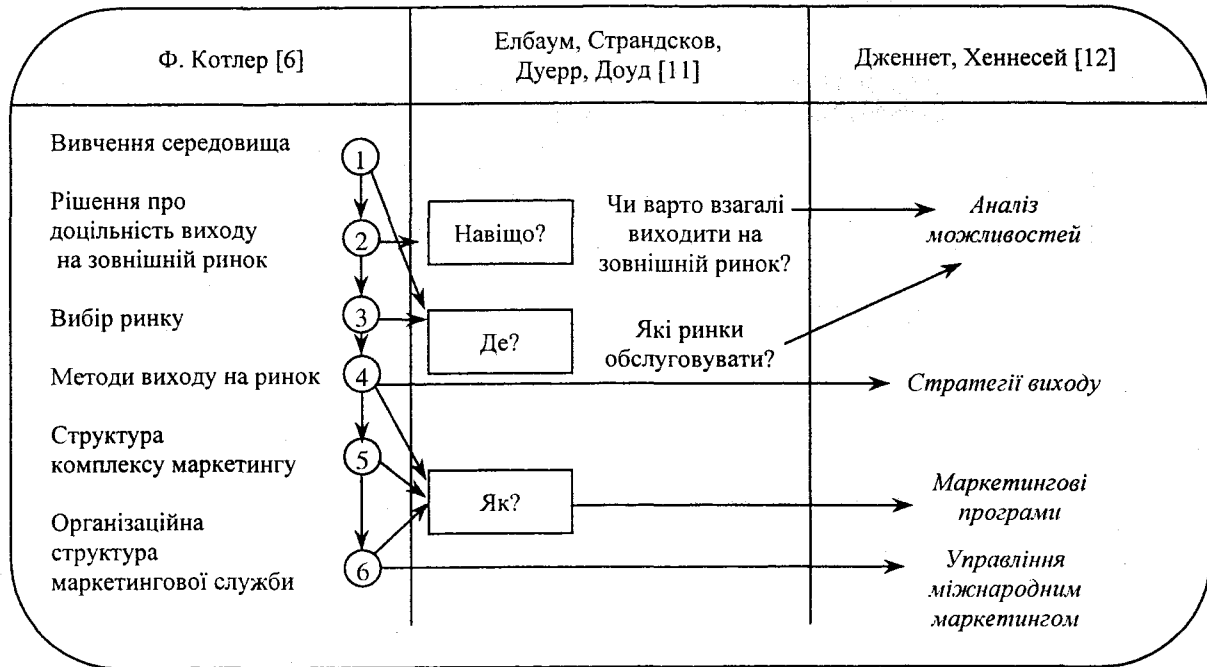 Ф. Котлер [6]
Елбаум, Страндсков,
Дуерр, Доуд [11]
Дженнет, Хеннесей [12]
Вивчення середовища
1
Рішення про
доцільність виходу
на зовнішній ринок
2
Навіщо?
Чи варто взагалі
виходити на
зовнішній ринок?
Аналіз
можливостей
Вибір ринку
3
Де?
Які ринки
обслуговувати?
Методи виходу на ринок
4
Стратегії виходу
Структура
комплексу маркетингу
5
Як?
Маркетингові
програми
Організаційна
структура
маркетингової служби
6
Управління
міжнародним
маркетингом